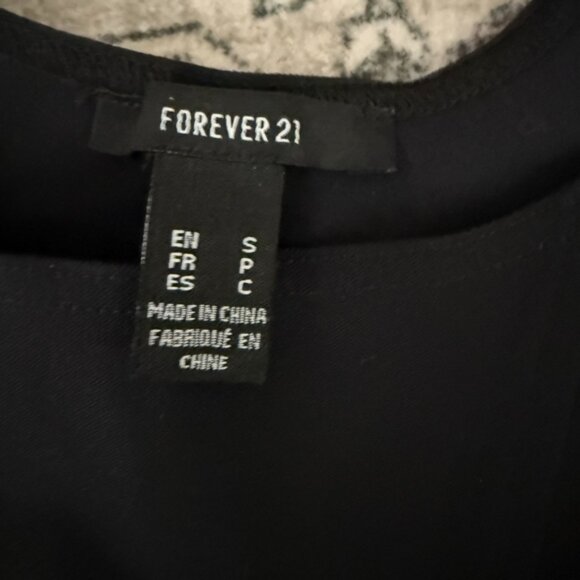 FOREVER 21
EN S
FR P
ES C
MADE IN CHINA
FABRIQUÉ EN
CHINE